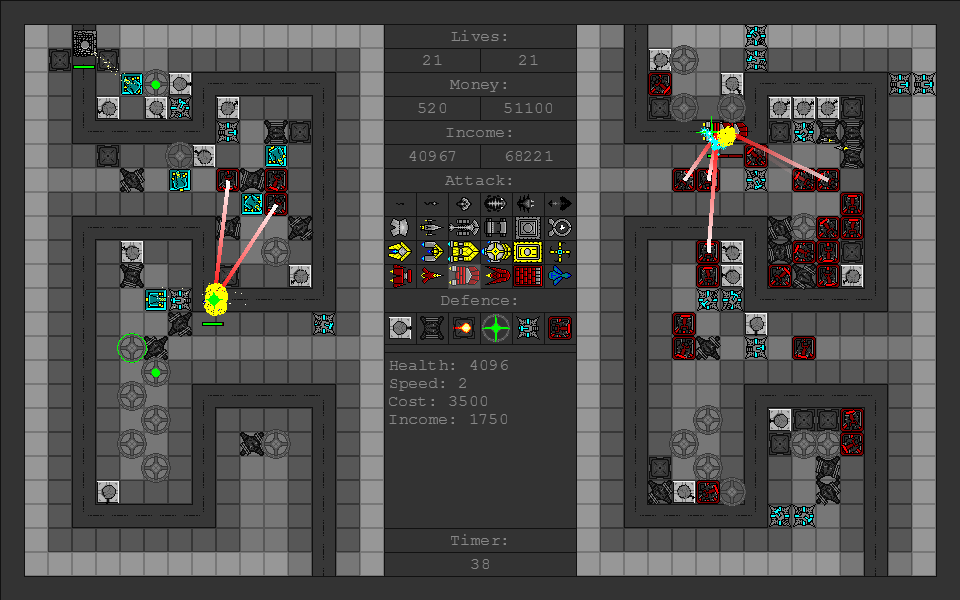 Lives:
21 21
Money:
520 51100
Income:
40967 68221
Attack:
Defence:
Health: 4096
Speed: 2
Cost: 3500
Income: 1750
Timer:
38